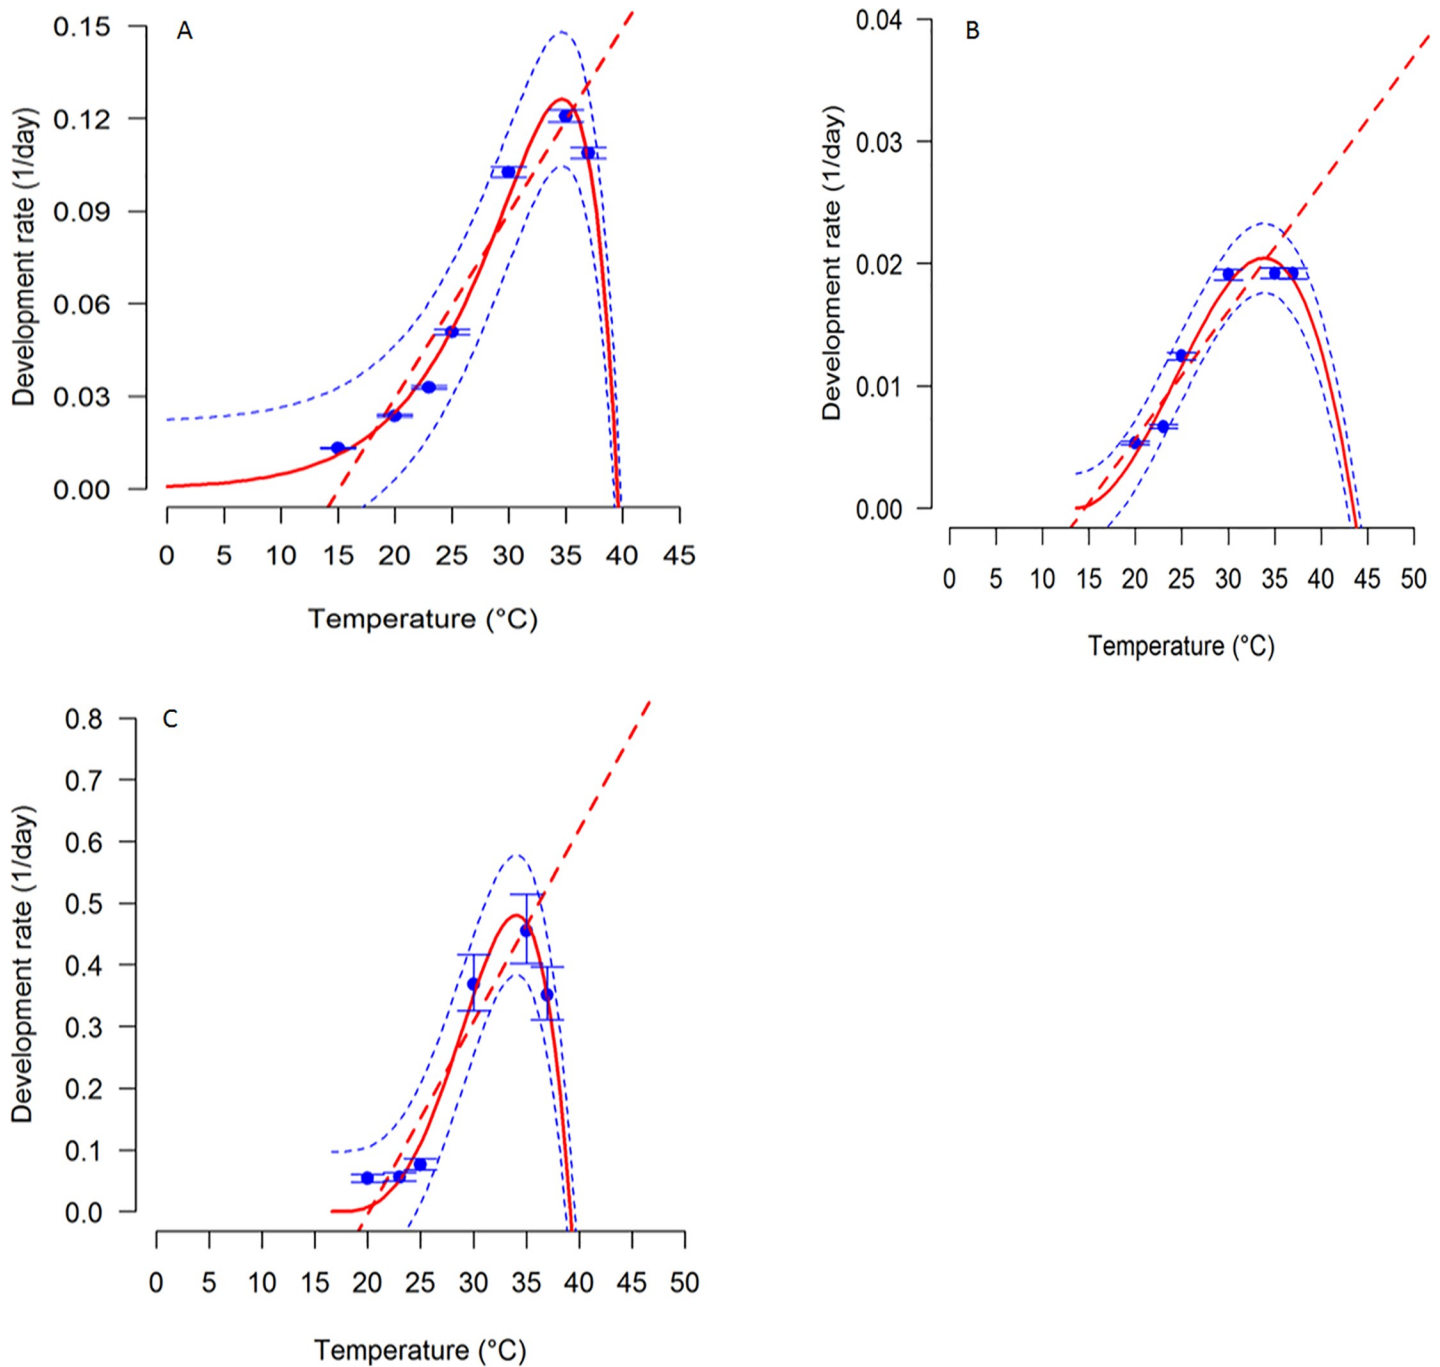 A
Development rate (1/day)
0.15
0.12
0.09
0.06
0.03
0.00
0 5 10 15 20 25 30 35 40 45
Temperature (°C)
B
Development rate (1/day)
0.04
0.03
0.02
0.01
0.00
0 5 10 15 20 25 30 35 40 45 50
Temperature (°C)
C
Development rate (1/day)
0.8
0.7
0.6
0.5
0.4
0.3
0.2
0.1
0.0
0 5 10 15 20 25 30 35 40 45 50
Temperature (°C)